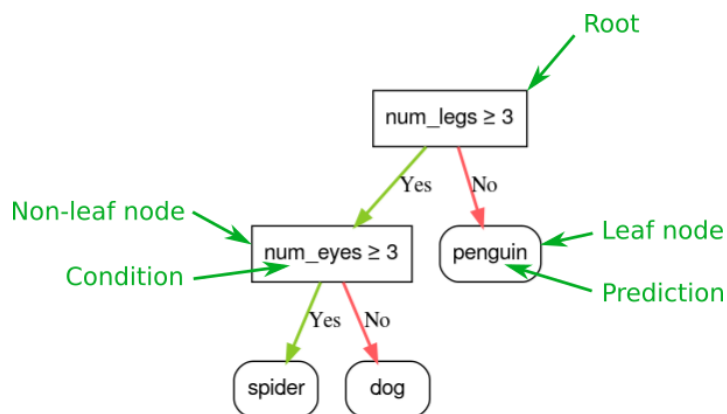 Root
num_legs ≥ 3
Yes
No
Non-leaf node
num_eyes ≥ 3
Condition
penguin
Leaf node
Prediction
Yes
No
spider
dog